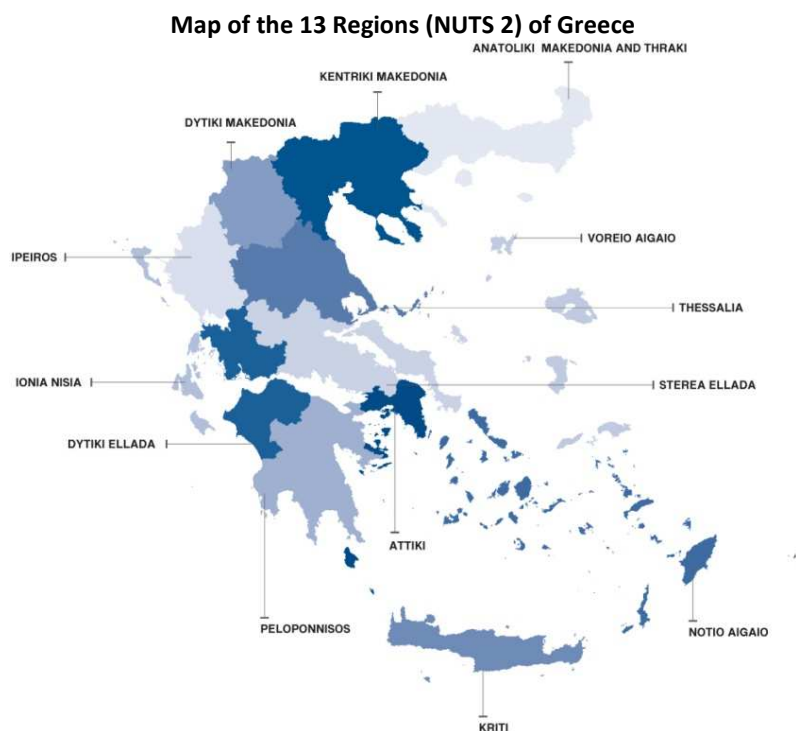 Map of the 13 Regions (NUTS 2) of Greece
ANATOLIKI MAKEDONIA AND THRAKI
KENTRIKI MAKEDONIA
DYTIKI MAKEDONIA
VOREIO AIGAIO
IPEIROS
THESSALIA
IONIA NISIA
STEREA ELLADA
DYTIKI ELLADA
ATTIKI
PELOPONNISOS
NOTIO AIGAIO
KRITI